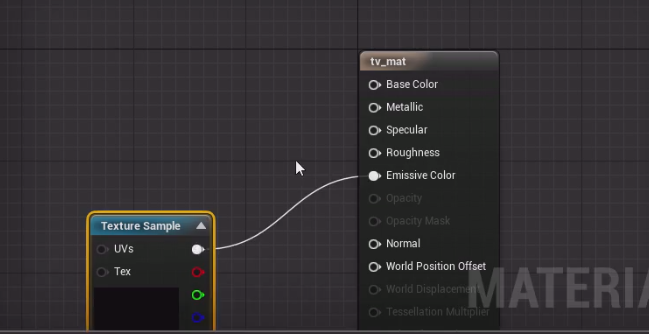 tv_mat
Base Color
Metallic
Specular
Roughness
Emissive Color
Opacity
Opacity Mask
Normal
World Position Offset
World Displacement
Tessellation Multiplier
Texture Sample
UVs
Tex
MATERIA